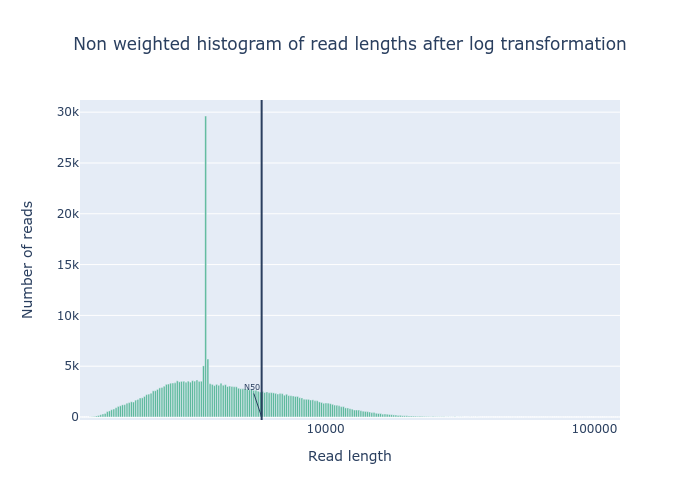 Non weighted histogram of read lengths after log transformation
30k
25k
20k
15k
10k
5k
0
Number of reads
N50
10000
100000
Read length